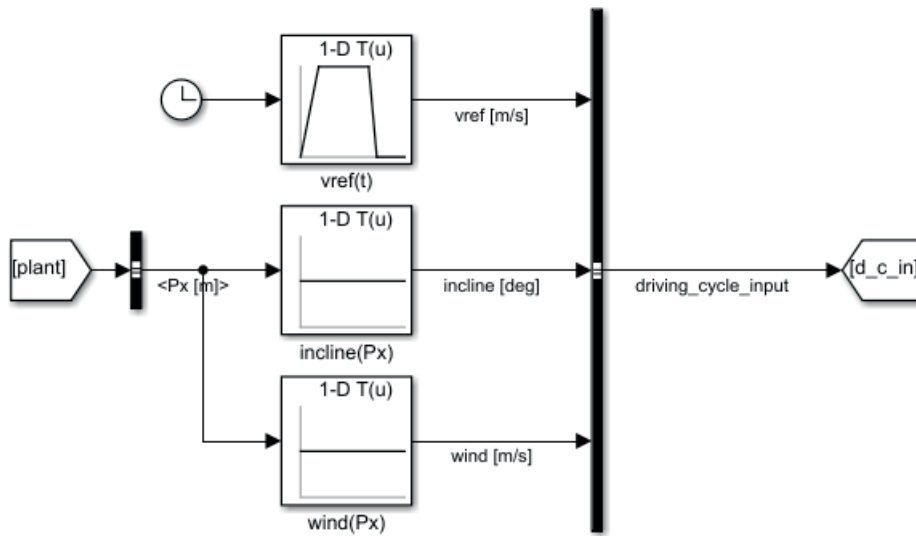 1-D T(u)
vref [m/s]
vref(t)
[plant]
<Px [m]>
1-D T(u)
incline [deg]
incline(Px)
driving_cycle_input
[d_c_in]
1-D T(u)
wind [m/s]
wind(Px)